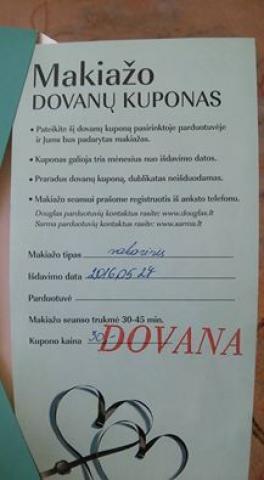 Makiažo
DOVANŲ KUPONAS
• Pateikite šį dovanų kuponą pasirinktoje parduotuvėje
ir Jums bus padarytas makiažas.
• Kuponas galioja tris mėnesius nuo išdavimo datos.
• Praradus dovanų kuponą, dublikatas neišduodamas.
• Makiažo seansui prašome registruotis iš anksto telefonu.
Douglas parduotuvių kontaktus rasite: www.douglas.lt
Sarma parduotuvių kontaktus rasite: www.sarma.lt
Makiažo tipas vakarinis
Išdavimo data 2016.05.24
Parduotuvė
Makiažo seanso trukmė 30-45 min.
Kupono kaina 30,- DOVANA